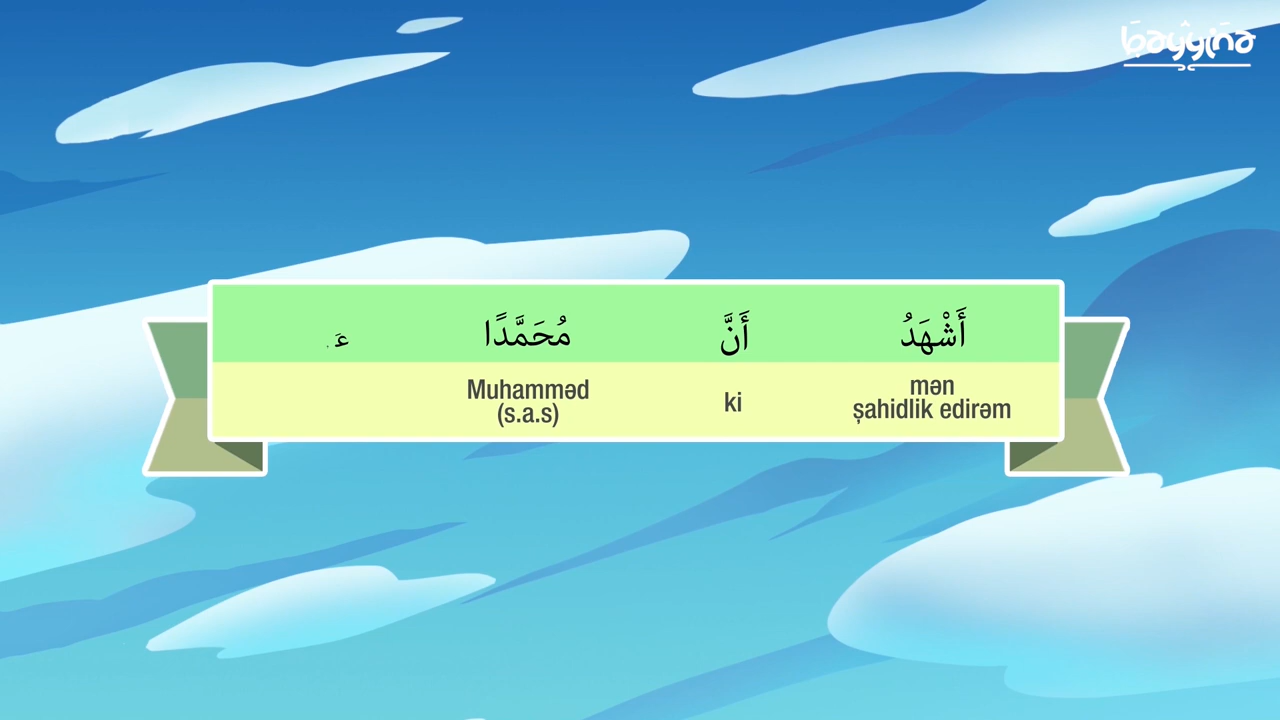 bayyina
أَشْهَدُ أَنَّ مُحَمَّدًا عَ
mən
şahidlik edirəm
ki
Muhamməd
(s.a.s)